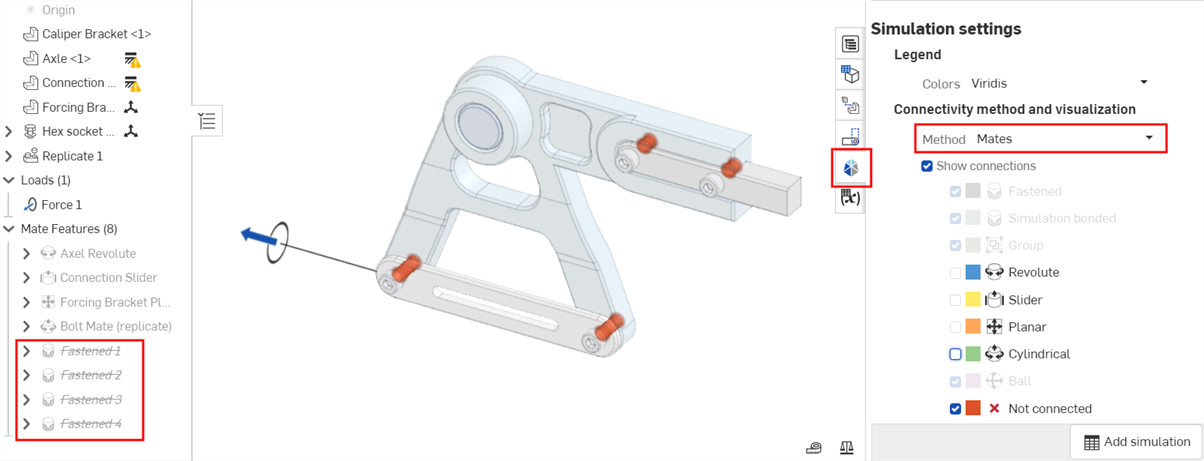 Origin
Caliper Bracket <1>
Axle <1>
Connection ...
Forcing Bra...
Hex socket ...
Replicate 1
Loads (1)
Force 1
Mate Features (8)
Axel Revolute
Connection Slider
Forcing Bracket Pl...
Bolt Mate (replicate)
Fastened 1
Fastened 2
Fastened 3
Fastened 4
(x)
Simulation settings
Legend
Colors Viridis
Connectivity method and visualization
Method Mates
Show connections
Fastened
Simulation bonded
Group
Revolute
Slider
Planar
Cylindrical
Ball
Not connected
Add simulation